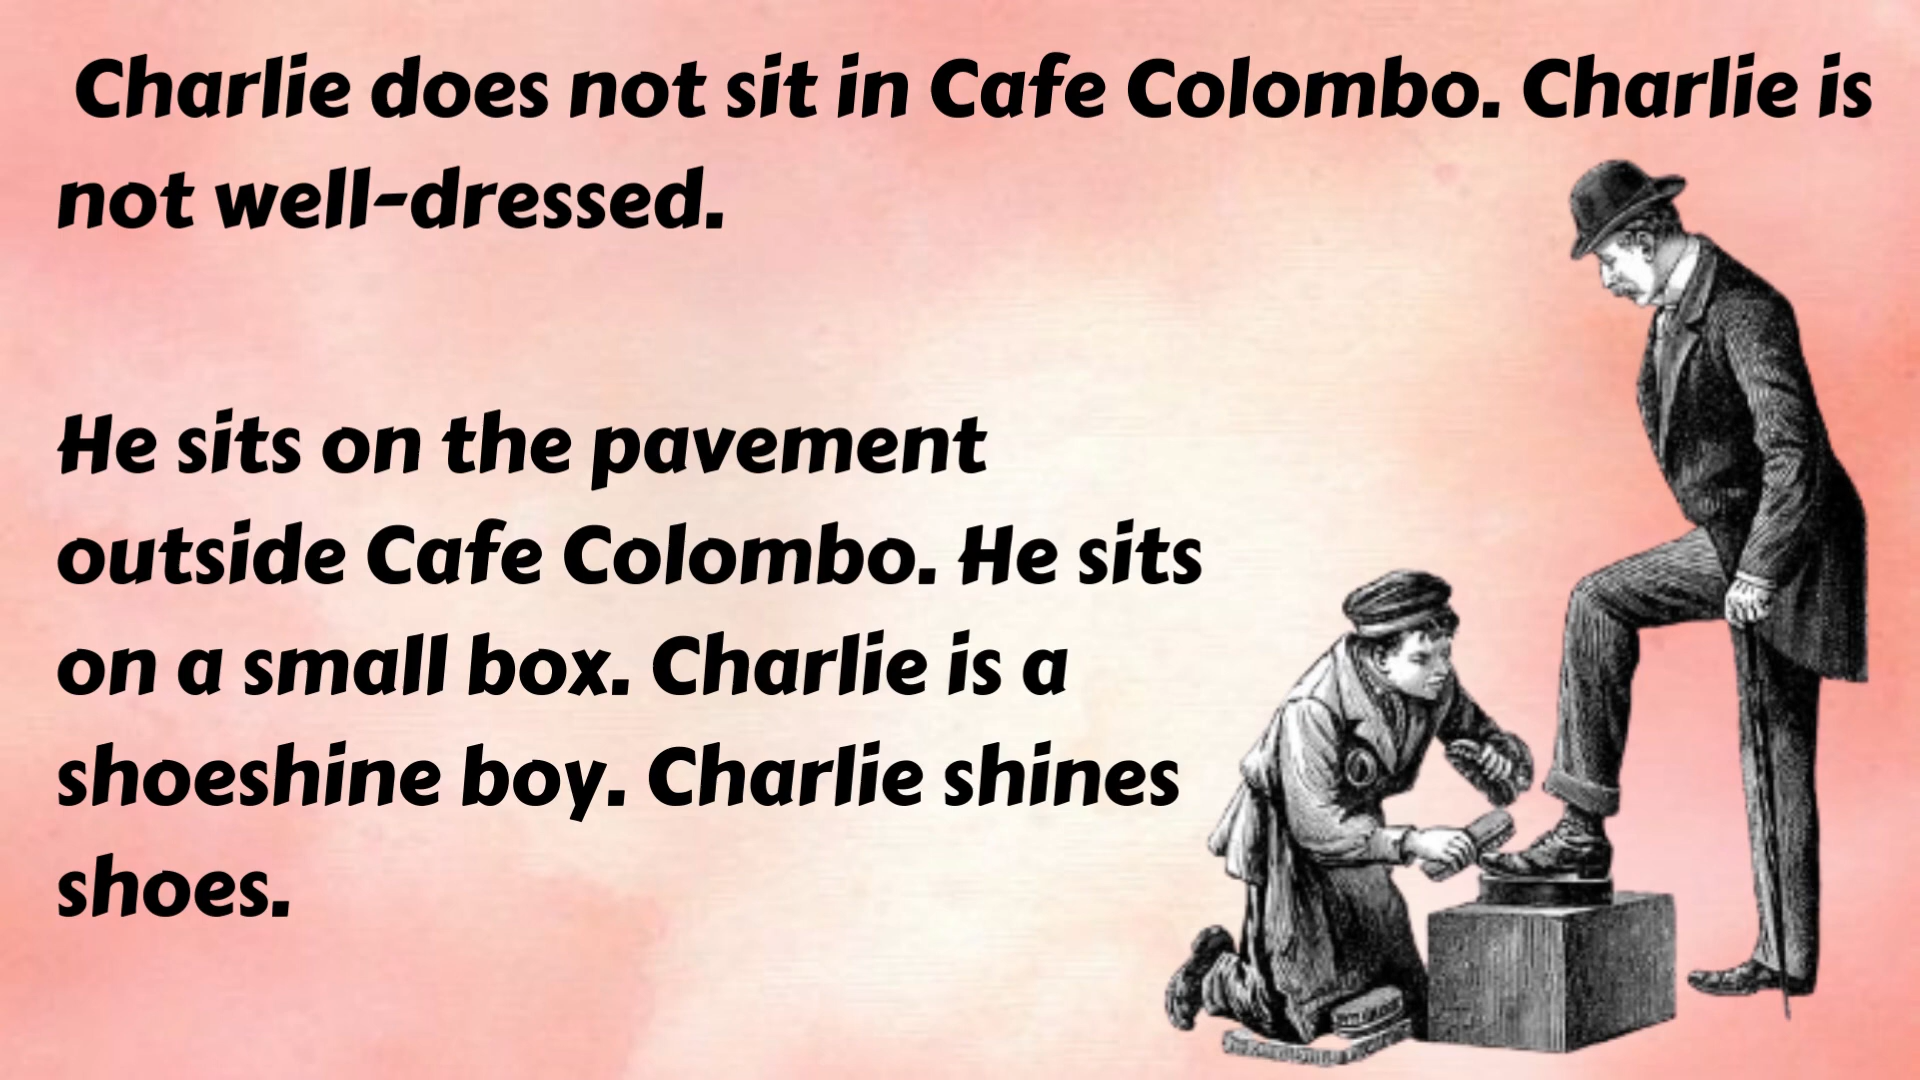 Charlie does not sit in Cafe Colombo. Charlie is
not well-dressed.
He sits on the pavement
outside Cafe Colombo. He sits
on a small box. Charlie is a
shoeshine boy. Charlie shines
shoes.